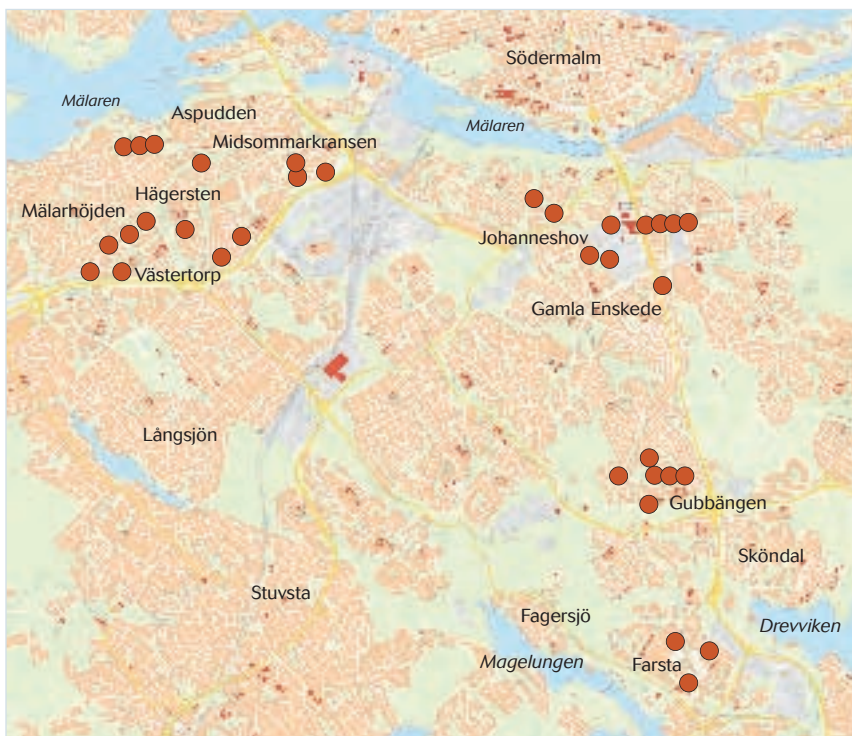 Södermalm
Mälaren
Aspudden
Mälaren
Midsommarkransen
Hägersten
Mälarhöjden
Johanneshov
Västertorp
Gamla Enskede
Långsjön
Gubbängen
Sköndal
Stuvsta
Fagersjö
Drevviken
Magelungen
Farsta